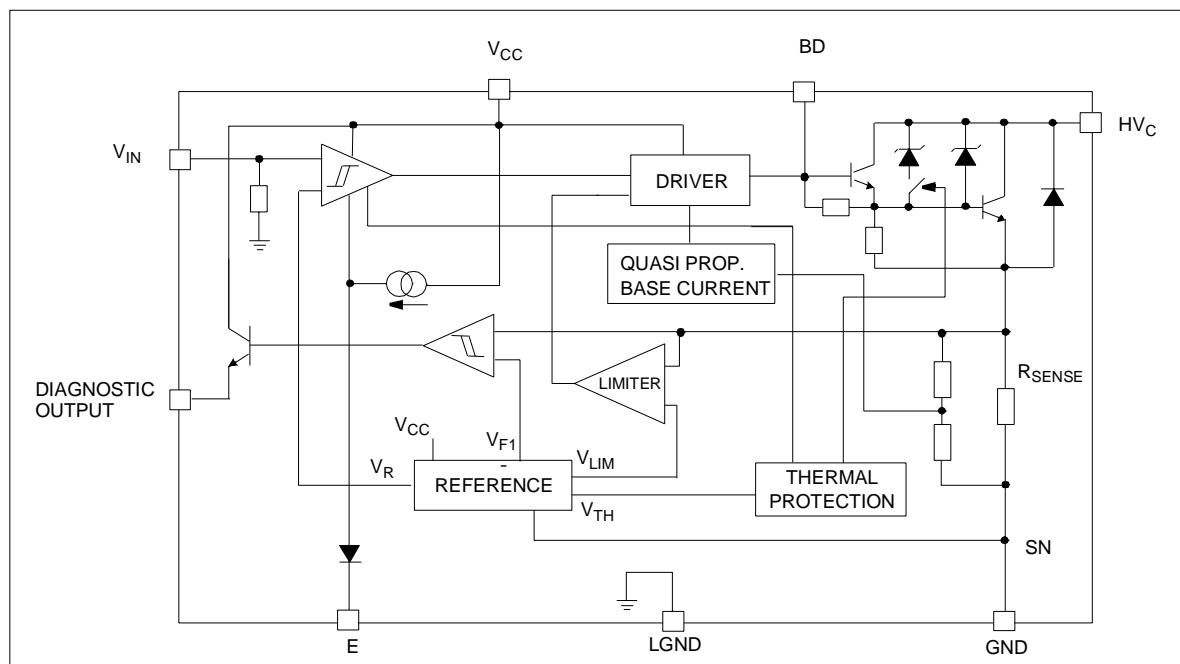 V_CC
BD
HV_C
V_IN
DRIVER
QUASI PROP.
BASE CURRENT
R_SENSE
LIMITER
DIAGNOSTIC
OUTPUT
V_CC
V_F1
V_R
V_LIM
-
REFERENCE
V_TH
THERMAL
PROTECTION
SN
E
LGND
GND